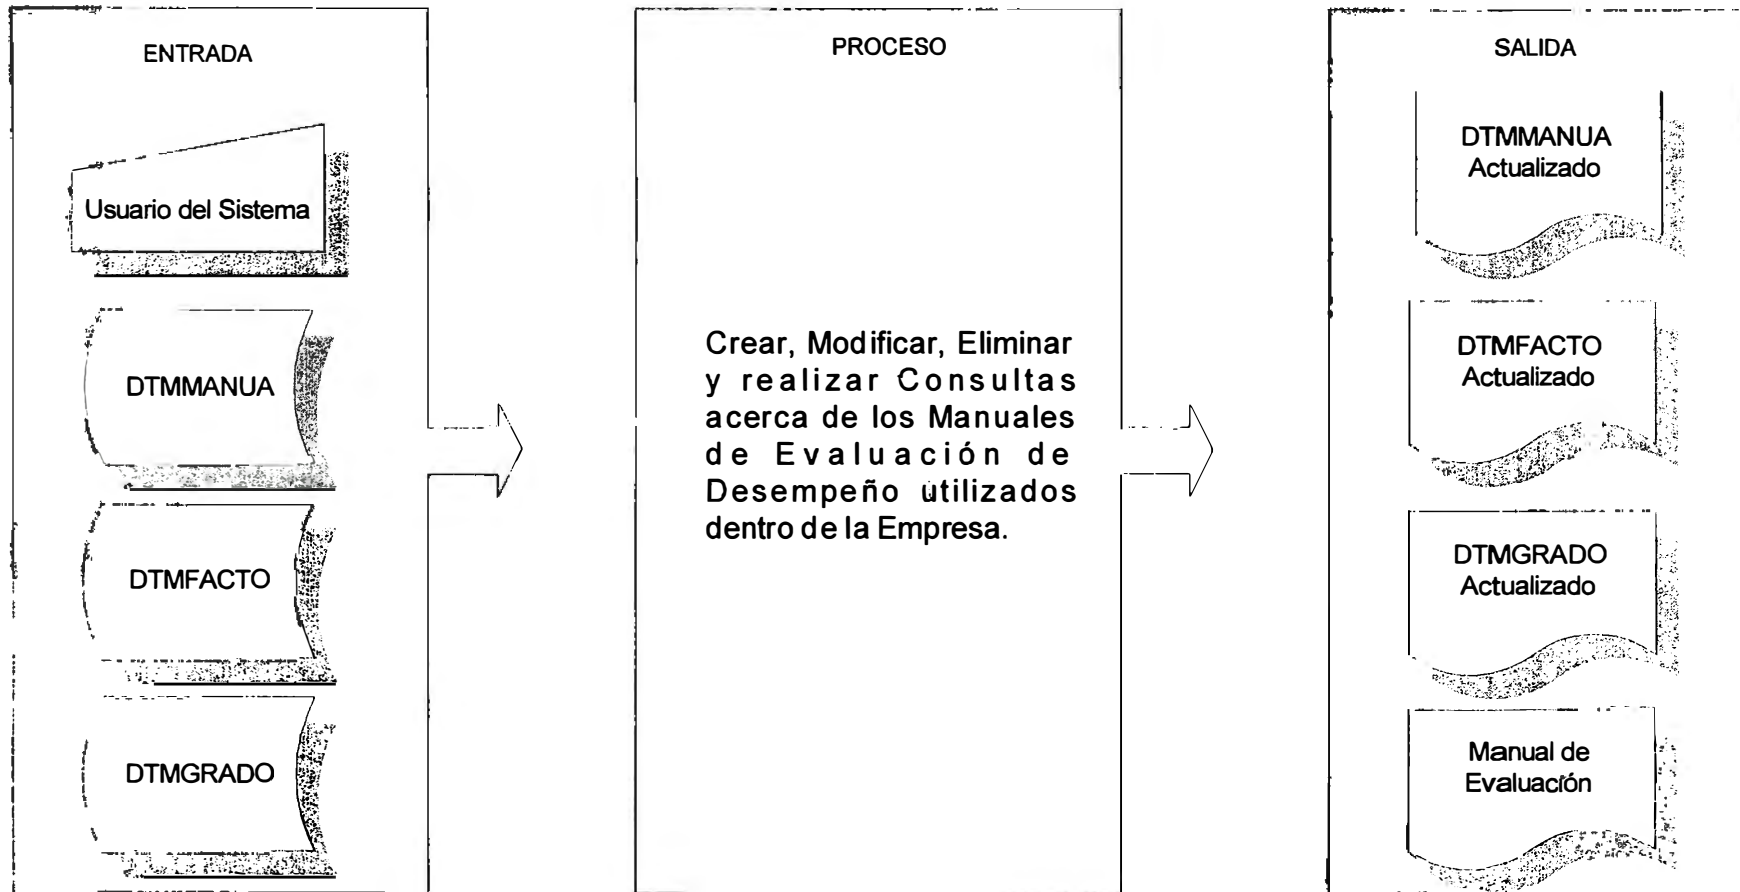 ENTRADA
Usuario del Sistema
DTMMANUA
DTMFACTO
DTMGRADO
PROCESO
Crear, Modificar, Eliminar
y realizar Consultas
acerca de los Manuales
de Evaluación de
Desempeño utilizados
dentro de la Empresa.
SALIDA
DTMMANUA
Actualizado
DTMFACTO
Actualizado
DTMGRADO
Actualizado
Manual de
Evaluación